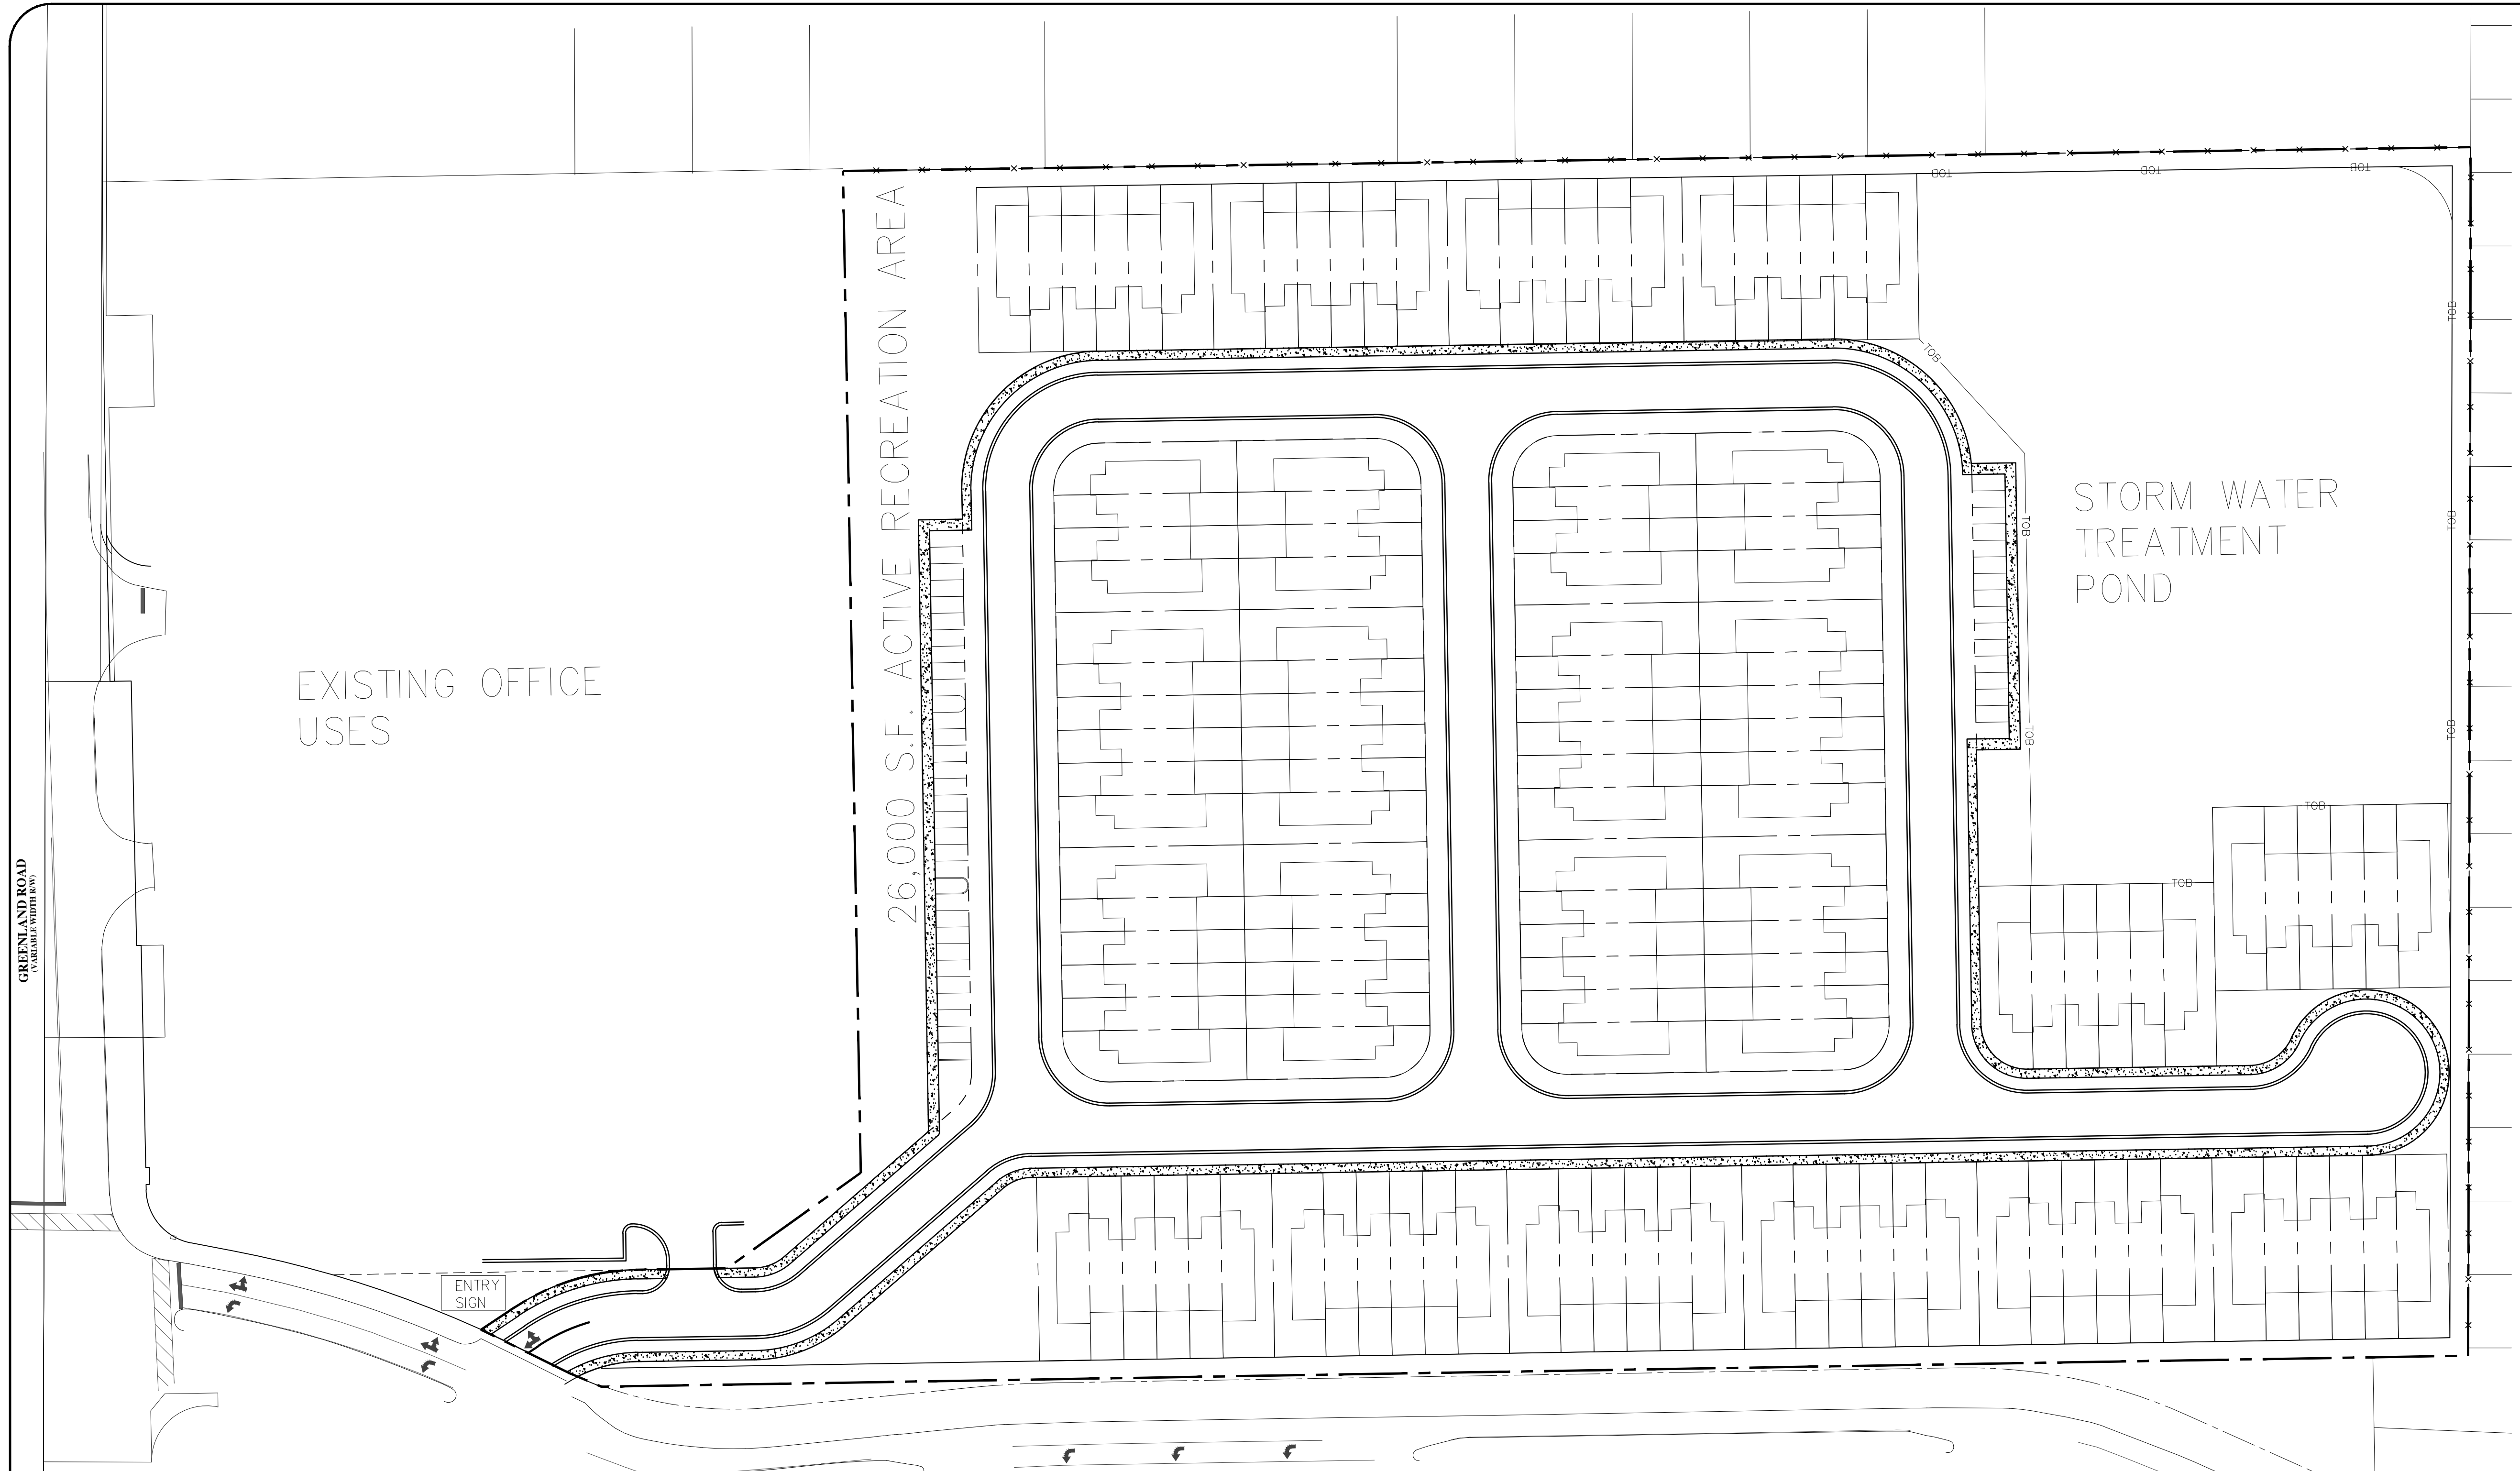 26,000 S.F. ACTIVE RECREATION AREA
TOB
TOB
TOB
TOB
TOB
STORM WATER
TREATMENT
POND
TOB
TOB
EXISTING OFFICE
USES
TOB
TOB
TOB
TOB
GREENLAND ROAD
(VARIABLE WIDTH R/W)
ENTRY
SIGN